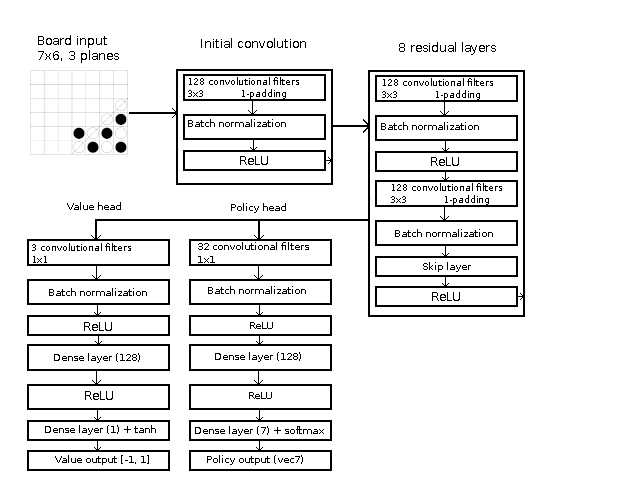 Board input
7x6, 3 planes
Initial convolution
128 convolutional filters
3x3 1-padding
Batch normalization
ReLU
8 residual layers
128 convolutional filters
3x3 1-padding
Batch normalization
ReLU
128 convolutional filters
3x3 1-padding
Batch normalization
Skip layer
ReLU
Value head
3 convolutional filters
1x1
Batch normalization
ReLU
Dense layer (128)
ReLU
Dense layer (1) + tanh
Value output [-1, 1]
Policy head
32 convolutional filters
1x1
Batch normalization
ReLU
Dense layer (128)
ReLU
Dense layer (7) + softmax
Policy output (vec7)